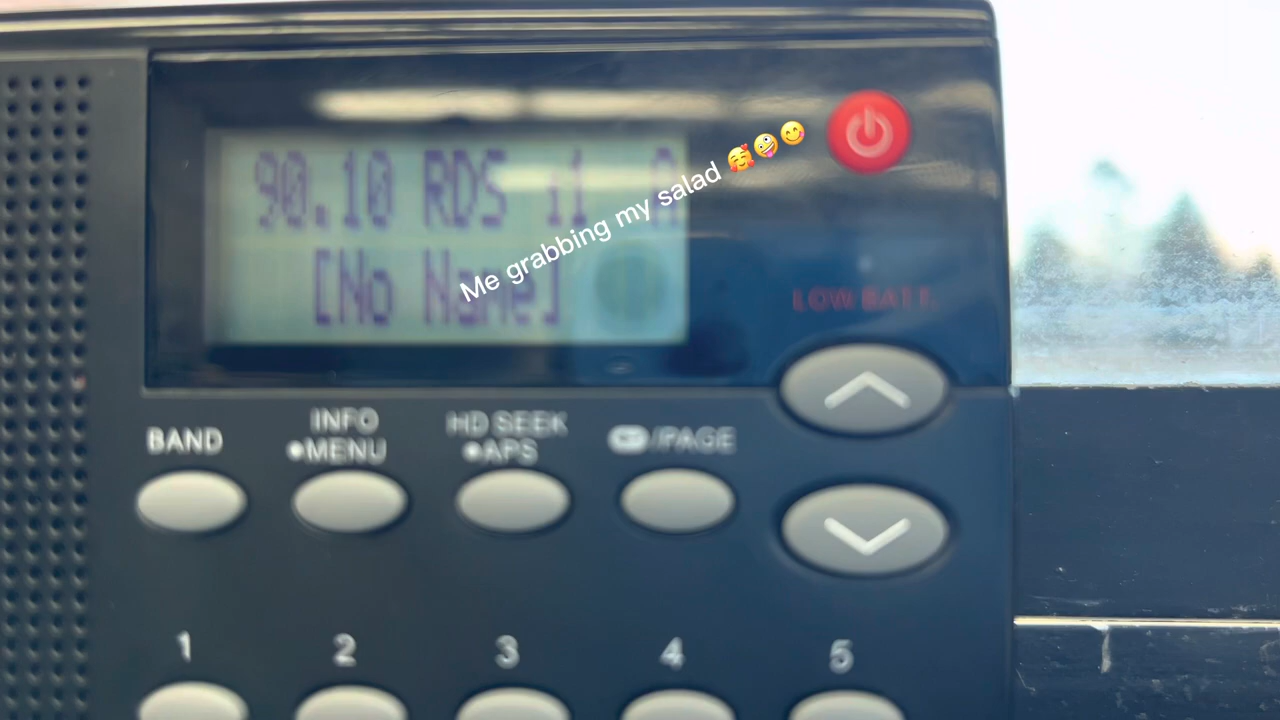 90.10 RDS i1 A
[No Name]
Me grabbing my salad 🥰🤪😋
LOW BATT.
BAND
INFO
•MENU
HD SEEK
•APS
/PAGE
1
2
3
4
5